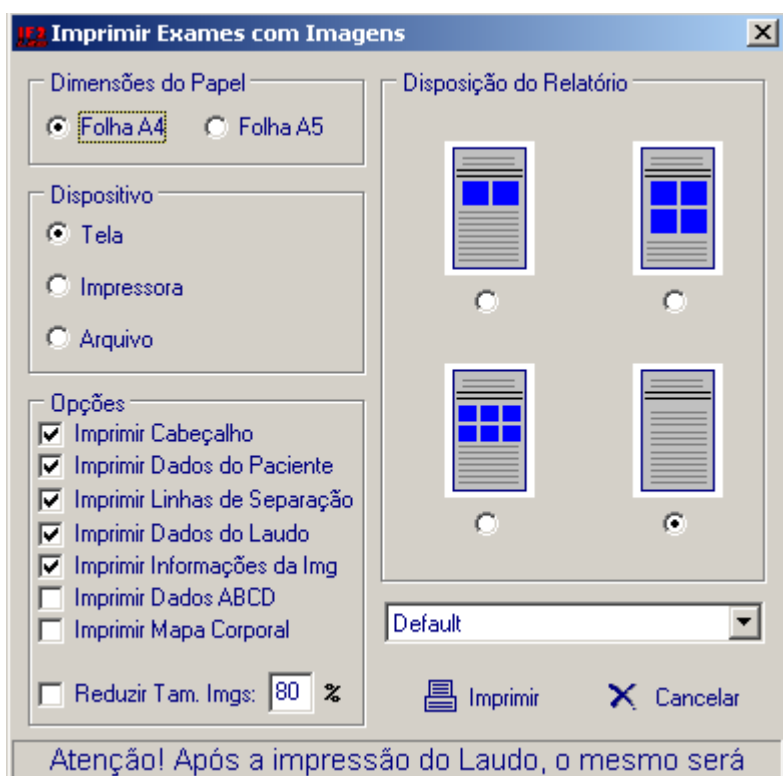 Imprimir Exames com Imagens
Dimensões do Papel
Folha A4 Folha A5
Dispositivo
Tela
Impressora
Arquivo
Opções
Imprimir Cabeçalho
Imprimir Dados do Paciente
Imprimir Linhas de Separação
Imprimir Dados do Laudo
Imprimir Informações da Img
Imprimir Dados ABCD
Imprimir Mapa Corporal
Reduzir Tam. Imgs: 80 %
Disposição do Relatório
Default
Imprimir Cancelar
Atenção! Após a impressão do Laudo, o mesmo será